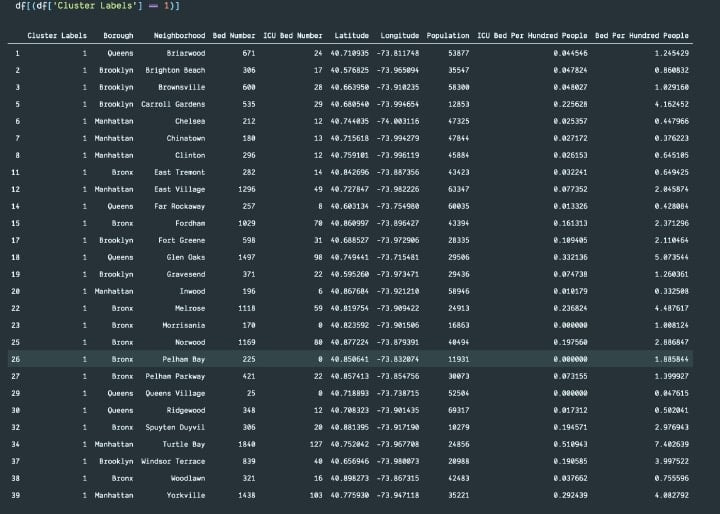 df[(df['Cluster Labels'] == 1)]
Cluster Labels Borough Neighborhood Bed Number ICU Bed Number Latitude Longitude Population ICU Bed Per Hundred People Bed Per Hundred People
1 1 Queens Briarwood 671 24 40.710935 -73.811748 53877 0.044546 1.245429
2 1 Brooklyn Brighton Beach 306 17 40.576825 -73.965094 35547 0.047824 0.860832
3 1 Brooklyn Brownsville 600 28 40.663950 -73.910235 58300 0.048027 1.029160
5 1 Brooklyn Carroll Gardens 535 29 40.680540 -73.994654 12853 0.225628 4.162452
6 1 Manhattan Chelsea 212 12 40.744035 -74.003116 47325 0.025357 0.447966
7 1 Manhattan Chinatown 180 13 40.715618 -73.994279 47844 0.027172 0.376223
8 1 Manhattan Clinton 296 12 40.759101 -73.996119 45884 0.026153 0.645105
11 1 Bronx East Tremont 282 14 40.842696 -73.887356 43423 0.032241 0.649425
12 1 Manhattan East Village 1296 49 40.727847 -73.982226 63347 0.077352 2.045874
14 1 Queens Far Rockaway 257 8 40.603134 -73.754980 60035 0.013326 0.428084
15 1 Bronx Fordham 1029 70 40.860997 -73.896427 43394 0.161313 2.371296
17 1 Brooklyn Fort Greene 598 31 40.688527 -73.972906 28335 0.109405 2.110464
18 1 Queens Glen Oaks 1497 98 40.749441 -73.715481 29506 0.332136 5.073544
19 1 Brooklyn Gravesend 371 22 40.595260 -73.973471 29436 0.074738 1.260361
20 1 Manhattan Inwood 196 6 40.867684 -73.921210 58946 0.010179 0.332508
22 1 Bronx Melrose 1118 59 40.819754 -73.909422 24913 0.236824 4.487617
23 1 Bronx Morrisania 170 0 40.823592 -73.901506 16863 0.000000 1.008124
25 1 Bronx Norwood 1169 80 40.877224 -73.879391 40494 0.197560 2.886847
26 1 Bronx Pelham Bay 225 0 40.850641 -73.832074 11931 0.000000 1.885844
27 1 Bronx Pelham Parkway 421 22 40.857413 -73.854756 30073 0.073155 1.399927
29 1 Queens Queens Village 25 0 40.718893 -73.738715 52504 0.000000 0.047615
30 1 Queens Ridgewood 348 12 40.708323 -73.901435 69317 0.017312 0.502041
32 1 Bronx Spuyten Duyvil 306 20 40.881395 -73.917190 10279 0.194571 2.976943
34 1 Manhattan Turtle Bay 1840 127 40.752042 -73.967708 24856 0.510943 7.402639
37 1 Brooklyn Windsor Terrace 839 40 40.656946 -73.980073 20988 0.190585 3.997522
38 1 Bronx Woodlawn 321 16 40.898273 -73.867315 42483 0.037662 0.755596
39 1 Manhattan Yorkville 1438 103 40.775930 -73.947118 35221 0.292439 4.082792